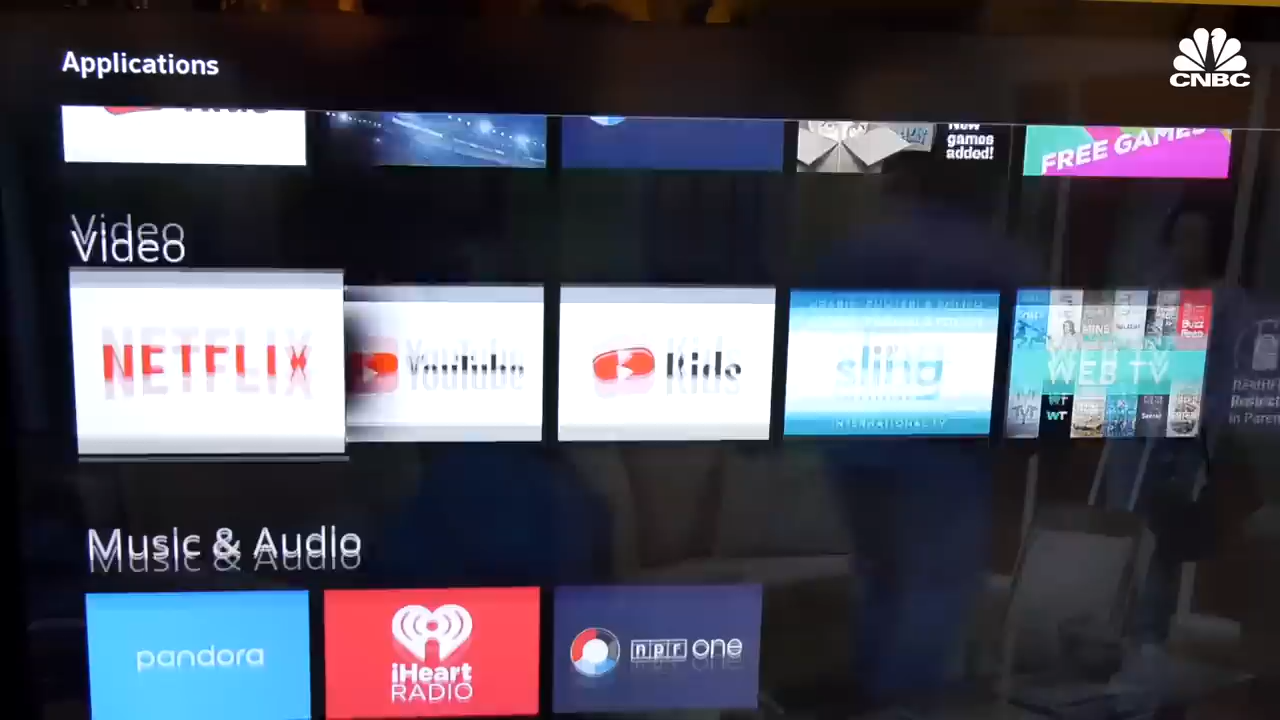 Applications
CNBC
New
games
added!
FREE GAMES
Video
NETFLIX
YouTube
Kids
sling
INTERNATIONAL TV
WEB TV
Music & Audio
pandora
iHeart
RADIO
npr one